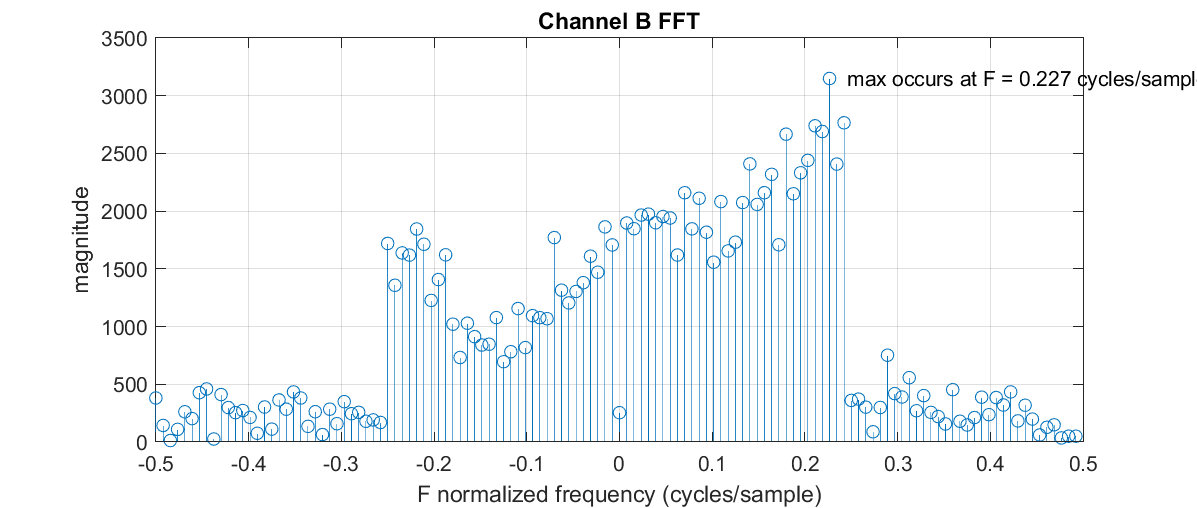 Channel B FFT
3500
3000
2500
2000
1500
1000
500
0
magnitude
max occurs at F = 0.227 cycles/sampl
-0.5 -0.4 -0.3 -0.2 -0.1 0 0.1 0.2 0.3 0.4 0.5
F normalized frequency (cycles/sample)